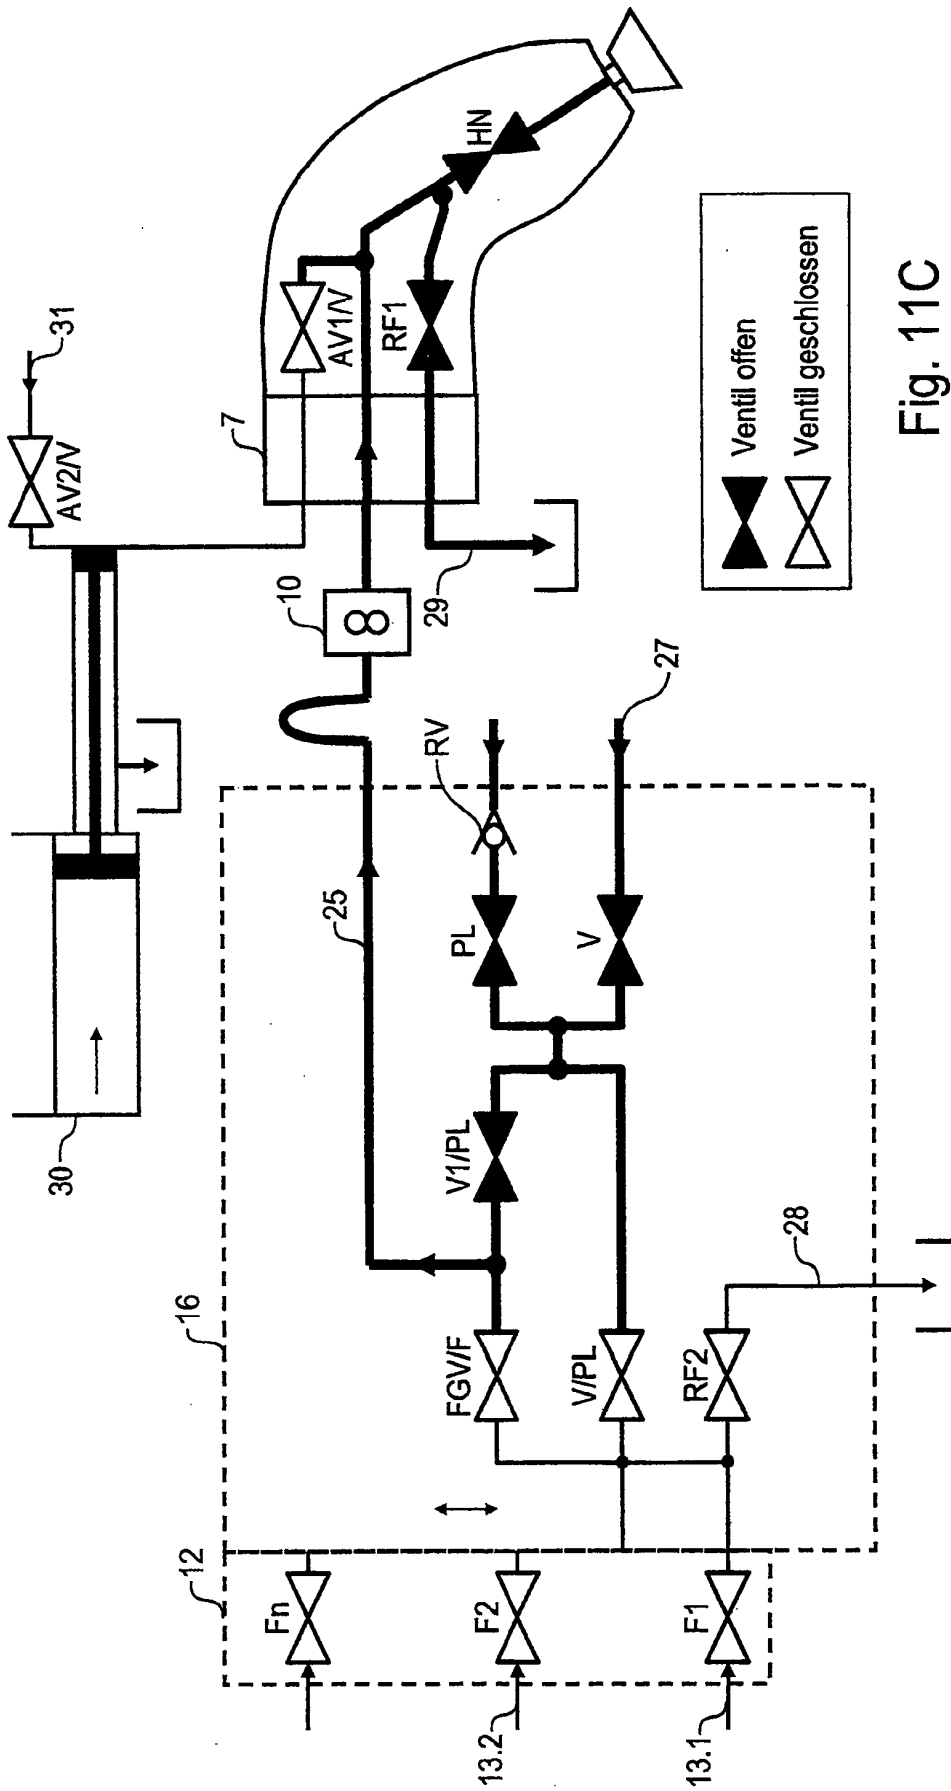 31
AV2/V
7
AV1/V
HN
RF1
10
29
30
RV
27
25
PL
V
V1/PL
16
28
FGV/F
V/PL
RF2
12
Fn
F2
F1
13.2
13.1
Ventil offen
Ventil geschlossen
Fig. 11C